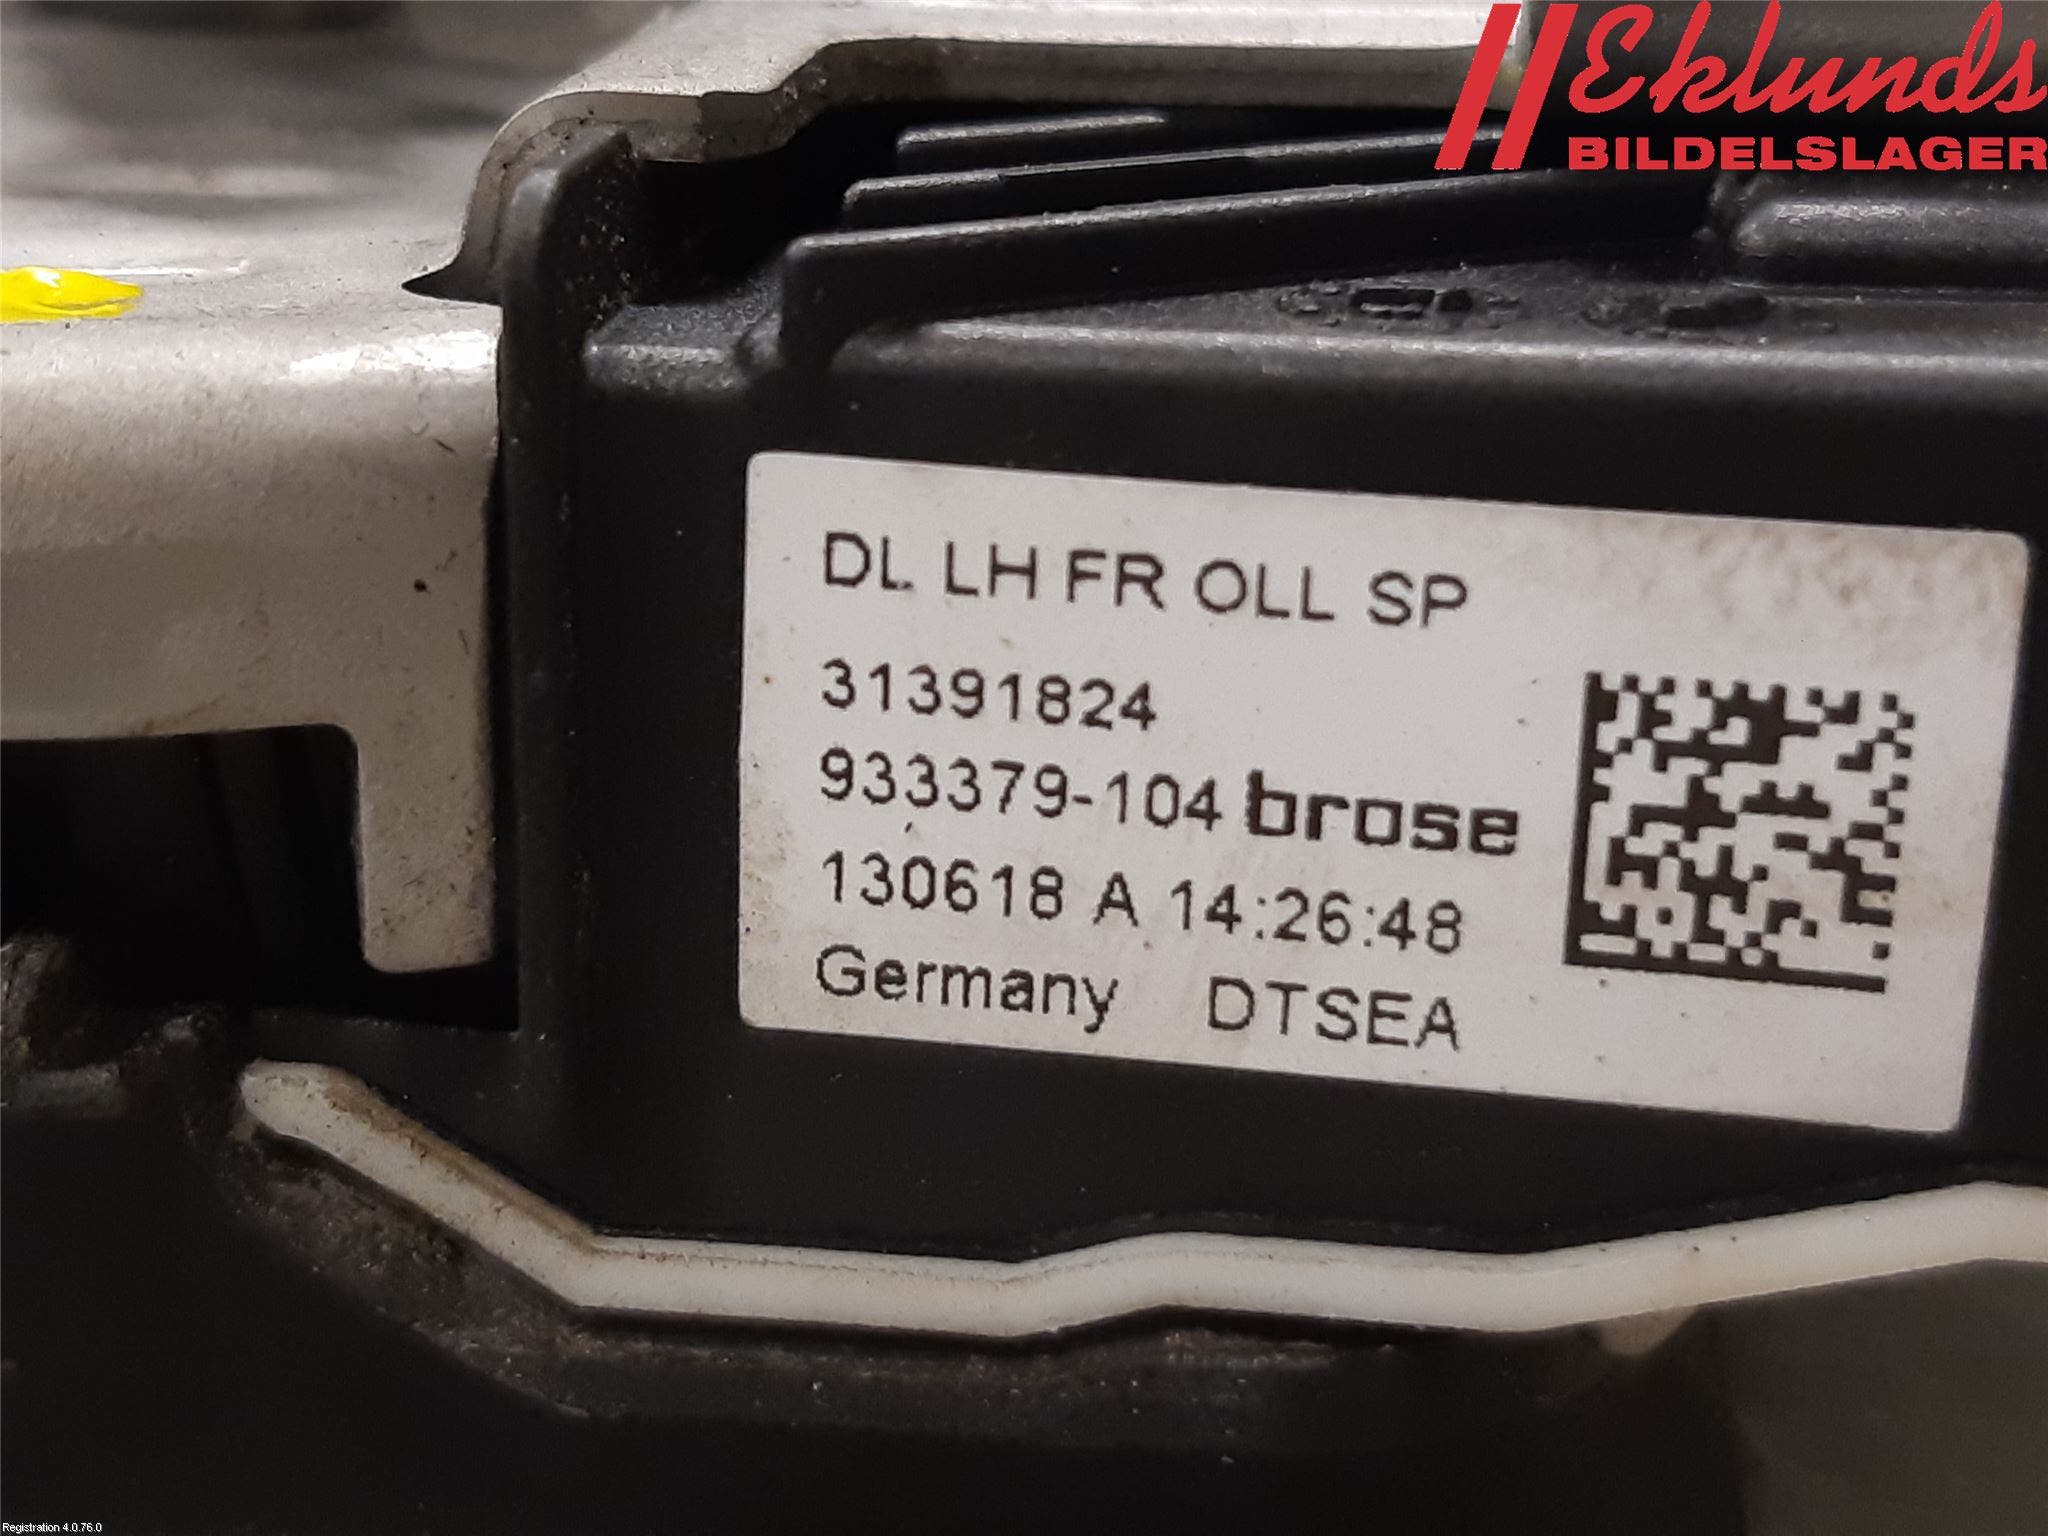 Eklunds
BILDELSLAGER
DL LH FR OLL SP
31391824
933379-104 brose
130618 A 14:26:48
Germany DTSEA
Registration 4.0.76.0